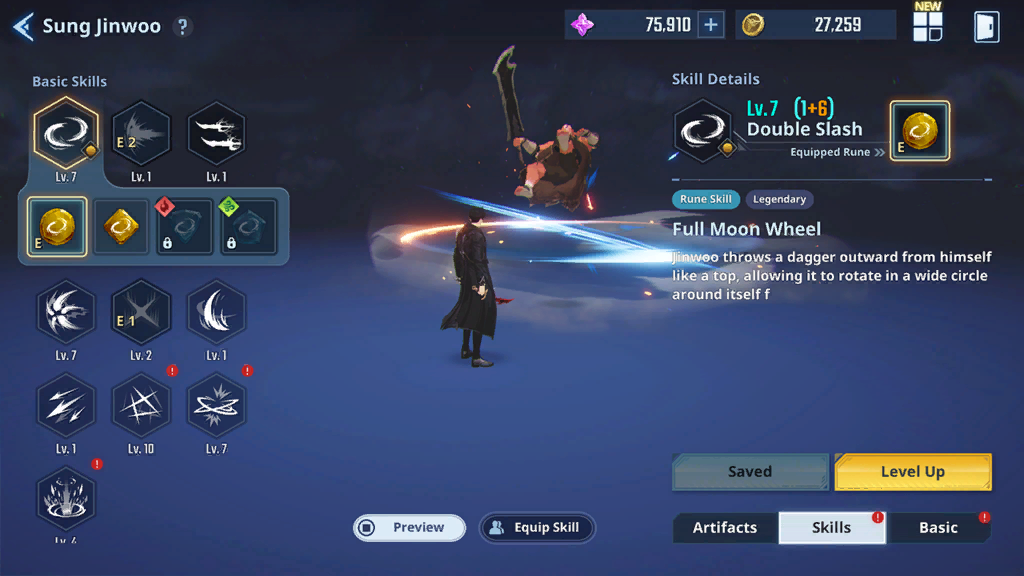 Sung Jinwoo ?
75,910 +
27,259
NEW
Basic Skills
E 2
Lv. 7
Lv. 1
Lv. 1
E
E 1
Lv. 7
Lv. 2
Lv. 1
!
!
Lv. 1
Lv. 10
Lv. 7
!
Lv. 4
Skill Details
Lv. 7 (1+6)
Double Slash
Equipped Rune >>
E
Rune Skill
Legendary
Full Moon Wheel
Jinwoo throws a dagger outward from himself
like a top, allowing it to rotate in a wide circle
around itself f
Saved
Level Up
Preview
Equip Skill
Artifacts
Skills
!
Basic
!